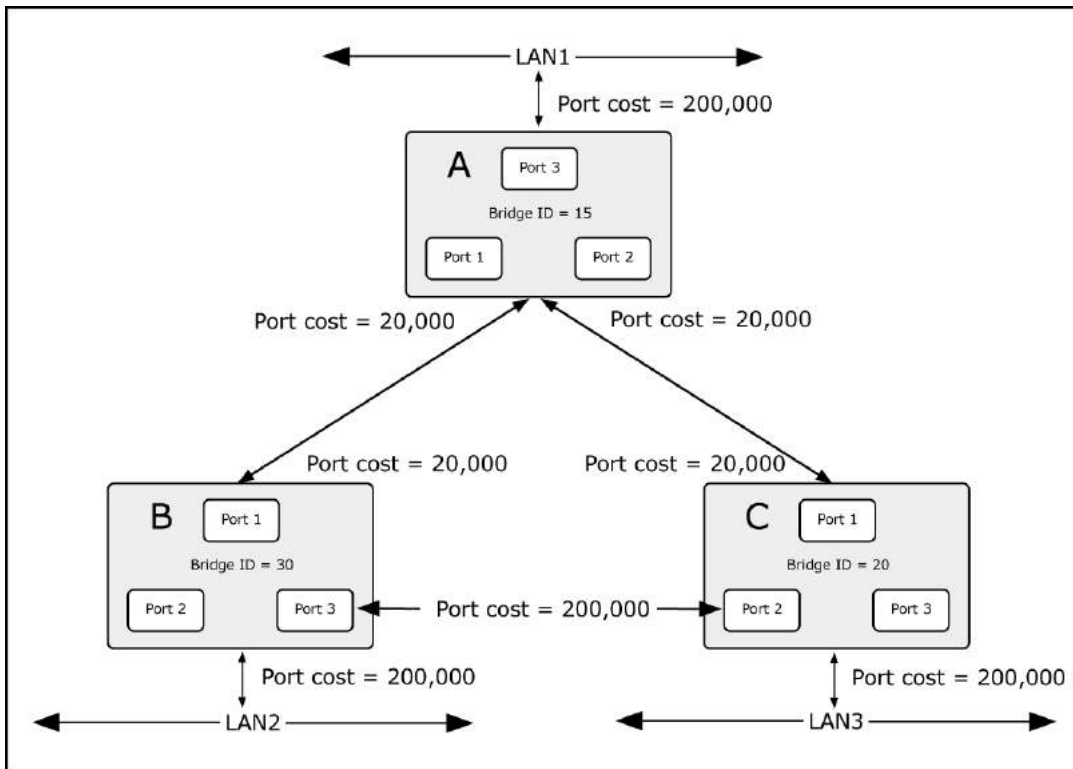 LAN1
Port cost = 200,000
A
Port 3
Bridge ID = 15
Port 1
Port 2
Port cost = 20,000
Port cost = 20,000
Port cost = 20,000
Port cost = 20,000
B
Port 1
Bridge ID = 30
Port 2
Port 3
C
Port 1
Bridge ID = 20
Port 2
Port 3
Port cost = 200,000
Port cost = 200,000
Port cost = 200,000
LAN2
LAN3